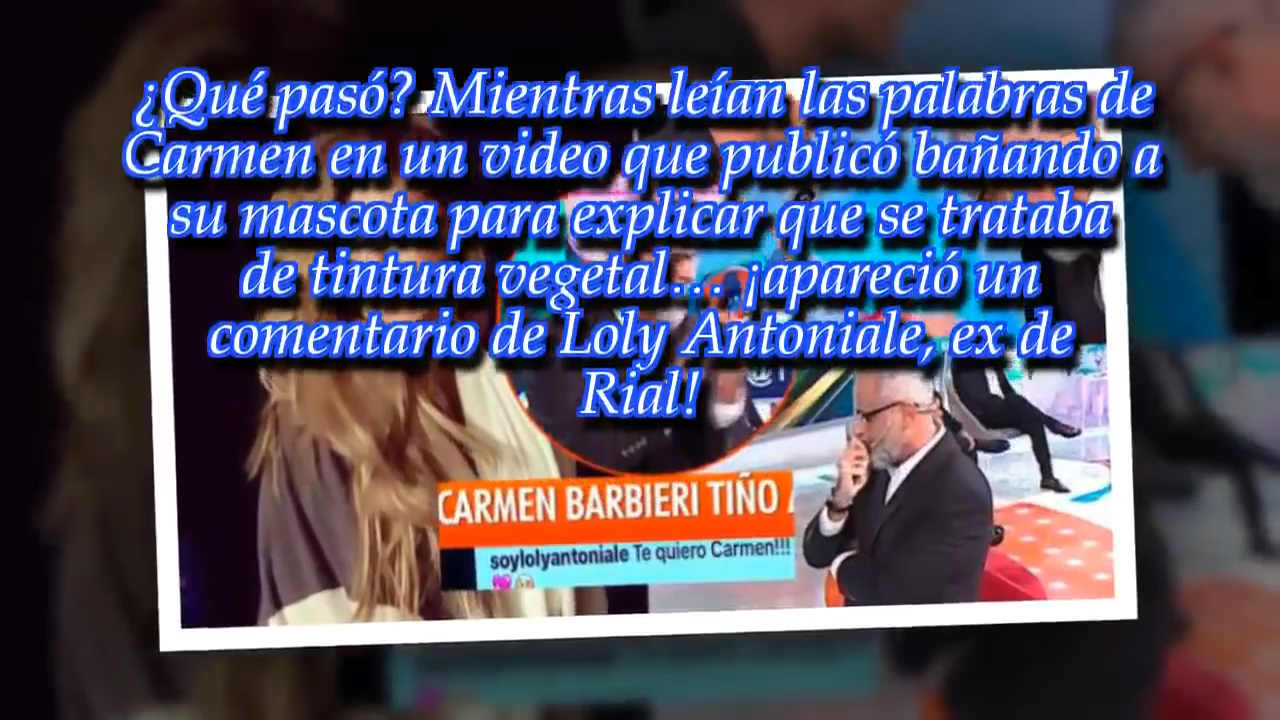 ¿Qué pasó? Mientras leían las palabras de
Carmen en un video que publicó bañando a
su mascota para explicar que se trataba
de tintura vegetal… ¡apareció un
comentario de Loly Antoniale, ex de
Rial!
CARMEN BARBIERI TIÑO
soylolyantoniale Te quiero Carmen!!!